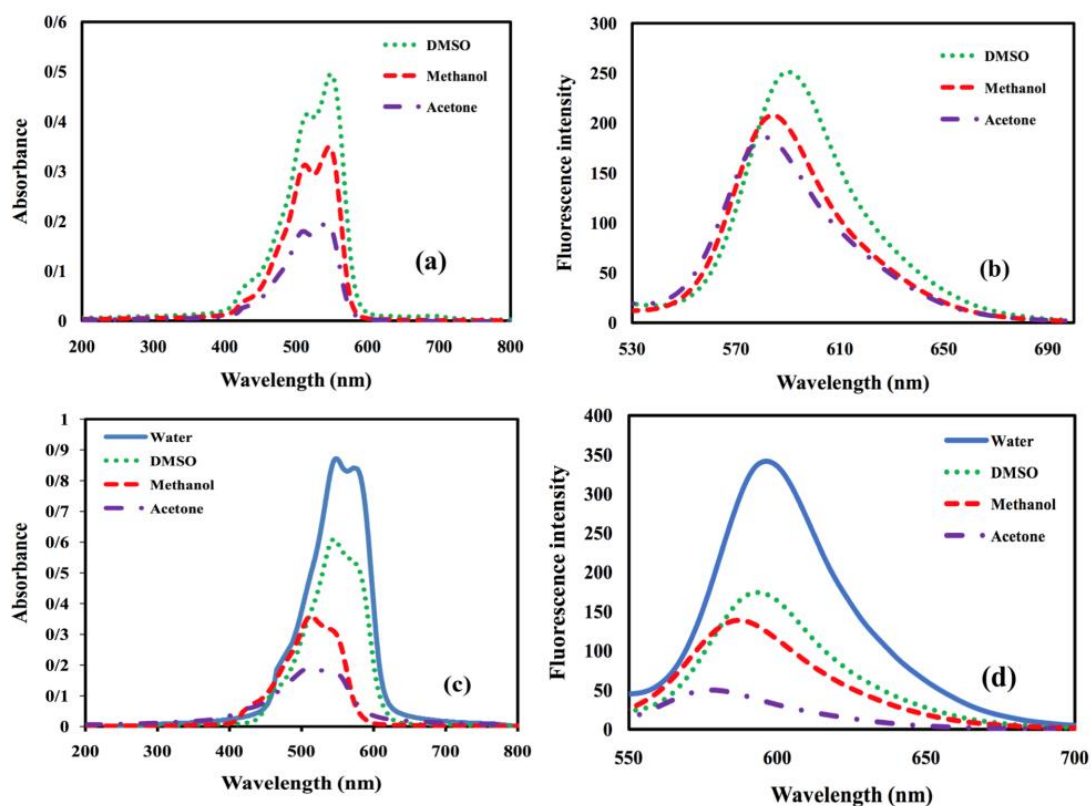 0/6
0/5
0/4
0/3
0/2
0/1
0
Absorbance
DMSO
Methanol
Acetone
(a)
200 300 400 500 600 700 800
Wavelength (nm)
300
250
200
150
100
50
0
Fluorescence intensity
DMSO
Methanol
Acetone
(b)
530 570 610 650 690
Wavelength (nm)
1
0/9
0/8
0/7
0/6
0/5
0/4
0/3
0/2
0/1
0
Absorbance
Water
DMSO
Methanol
Acetone
(c)
200 300 400 500 600 700 800
Wavelength (nm)
400
350
300
250
200
150
100
50
0
Fluorescence intensity
Water
DMSO
Methanol
Acetone
(d)
550 600 650 700
Wavelength (nm)